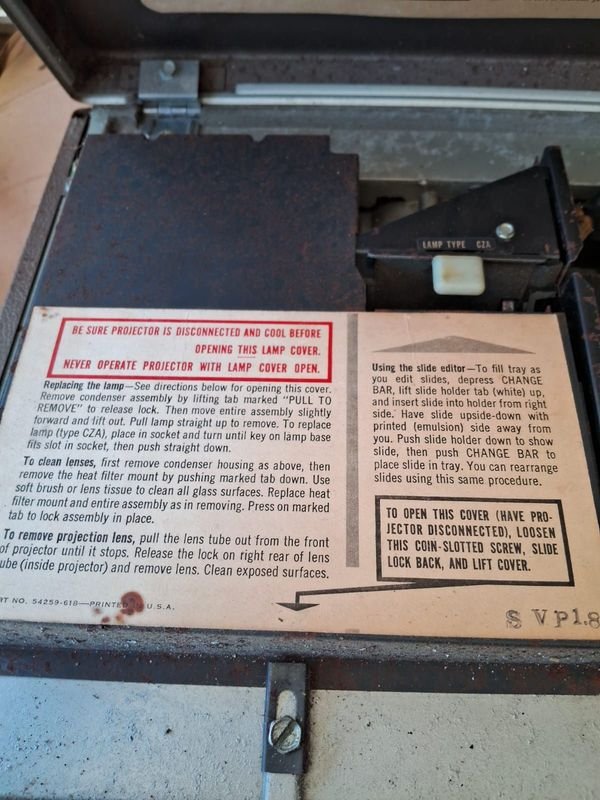 LAMP TYPE CZA
BE SURE PROJECTOR IS DISCONNECTED AND COOL BEFORE
OPENING THIS LAMP COVER.
NEVER OPERATE PROJECTOR WITH LAMP COVER OPEN.
Replacing the lamp—See directions below for opening this cover.
Remove condenser assembly by lifting tab marked "PULL TO
REMOVE" to release lock. Then move entire assembly slightly
forward and lift out. Pull lamp straight up to remove. To replace
lamp (type CZA), place in socket and turn until key on lamp base
fits slot in socket, then push straight down.
To clean lenses, first remove condenser housing as above, then
remove the heat filter mount by pushing marked tab down. Use
soft brush or lens tissue to clean all glass surfaces. Replace heat
filter mount and entire assembly as in removing. Press on marked
tab to lock assembly in place.
To remove projection lens, pull the lens tube out from the front
of projector until it stops. Release the lock on right rear of lens
tube (inside projector) and remove lens. Clean exposed surfaces.
NO. 54259-618—PRINTED U.S.A.
Using the slide editor—To fill tray as
you edit slides, depress CHANGE
BAR, lift slide holder tab (white) up,
and insert slide into holder from right
side. Have slide upside-down with
printed (emulsion) side away from
you. Push slide holder down to show
slide, then push CHANGE BAR to
place slide in tray. You can rearrange
slides using this same procedure.
TO OPEN THIS COVER (HAVE PRO-
JECTOR DISCONNECTED), LOOSEN
THIS COIN-SLOTTED SCREW, SLIDE
LOCK BACK, AND LIFT COVER.
S V P 1.8